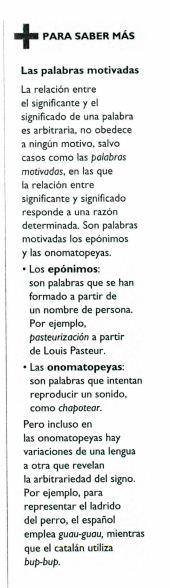 PARA SABER MÁS
Las palabras motivadas
La relación entre
el significante y el
significado de una palabra
es arbitraria, no obedece
a ningún motivo, salvo
casos como las palabras
motivadas, en las que
la relación entre
significante y significado
responde a una razón
determinada. Son palabras
motivadas los epónimos
y las onomatopeyas.
• Los epónimos:
son palabras que se han
formado a partir de
un nombre de persona.
Por ejemplo,
pasteurización a partir
de Louis Pasteur.
• Las onomatopeyas:
son palabras que intentan
reproducir un sonido,
como chapotear.
Pero incluso en
las onomatopeyas hay
variaciones de una lengua
a otra que revelan
la arbitrariedad del signo.
Por ejemplo, para
representar el ladrido
del perro, el español
emplea guau-guau, mientras
que el catalán utiliza
bup-bup.